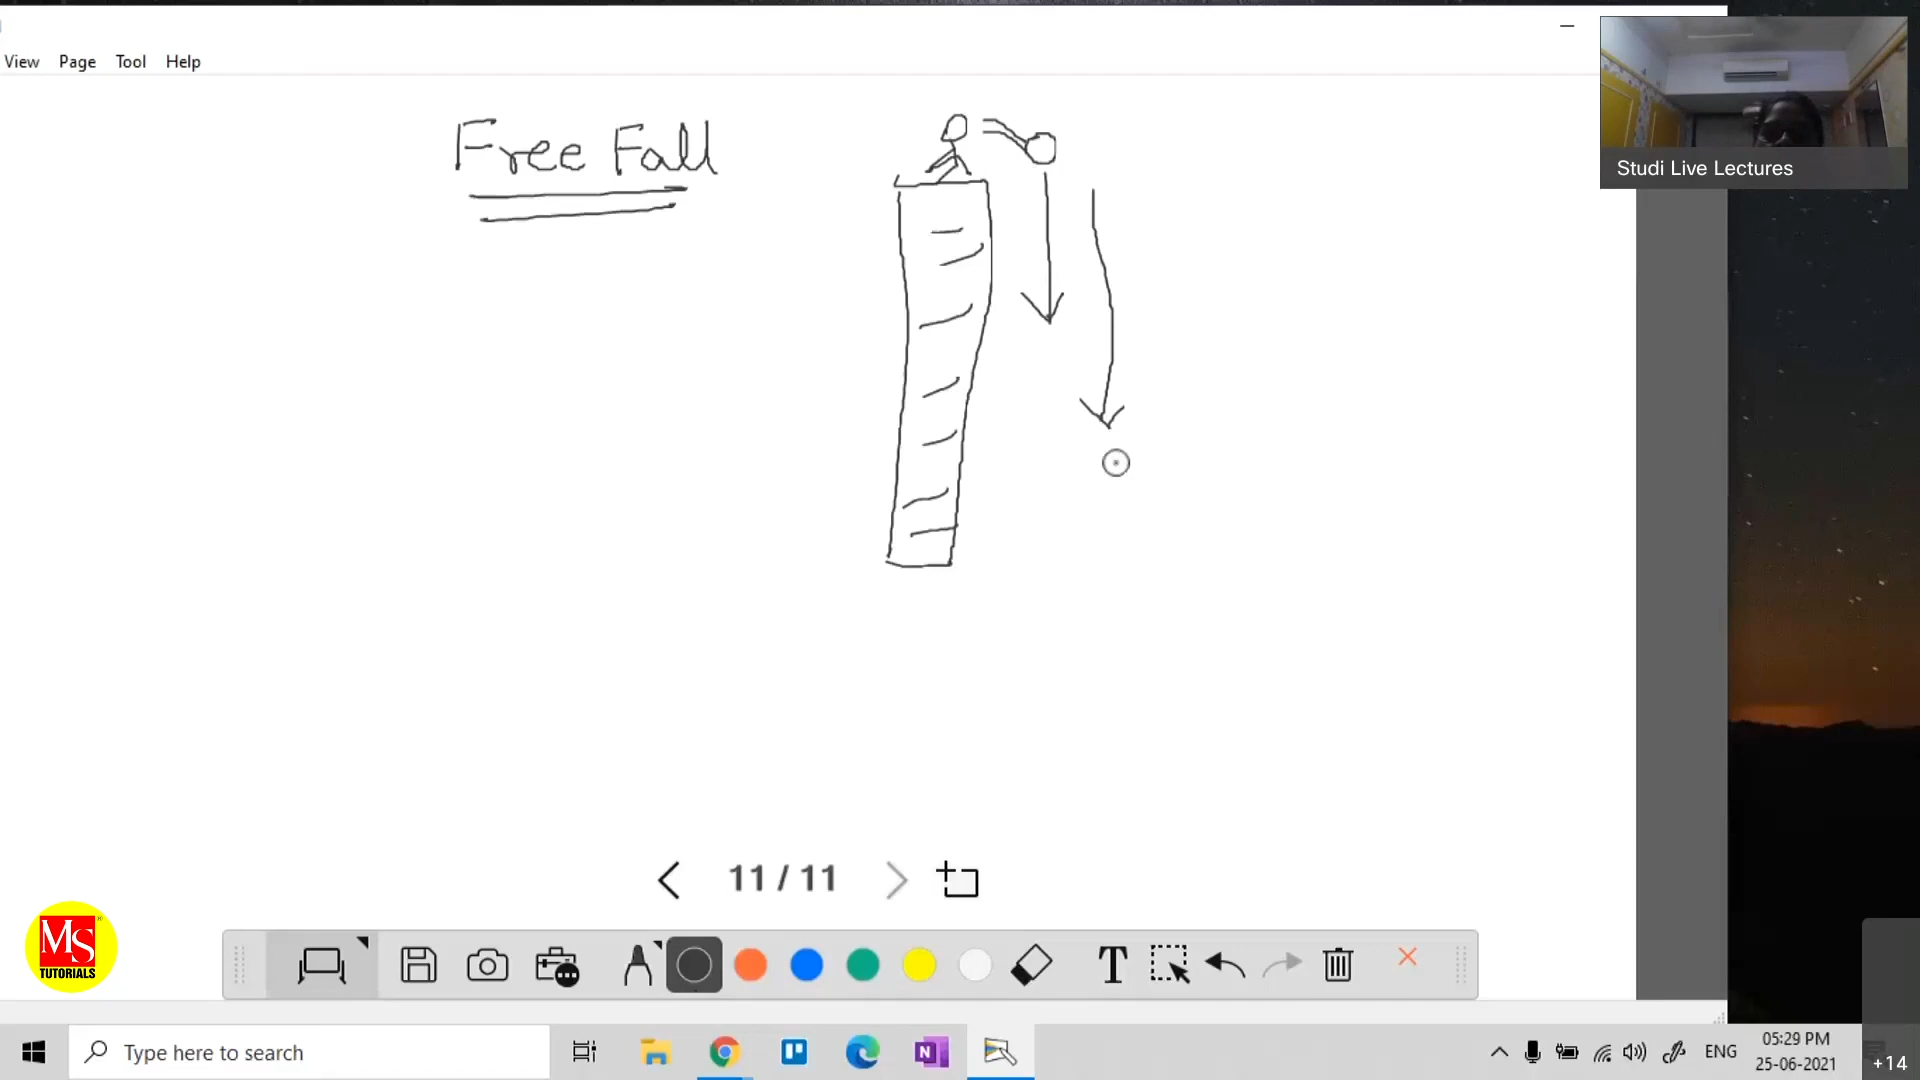 View Page Tool Help
Studi Live Lectures
Free Fall
11 / 11
MS
TUTORIALS
T
Type here to search
N
ENG
05:29 PM
25-06-2021
+14